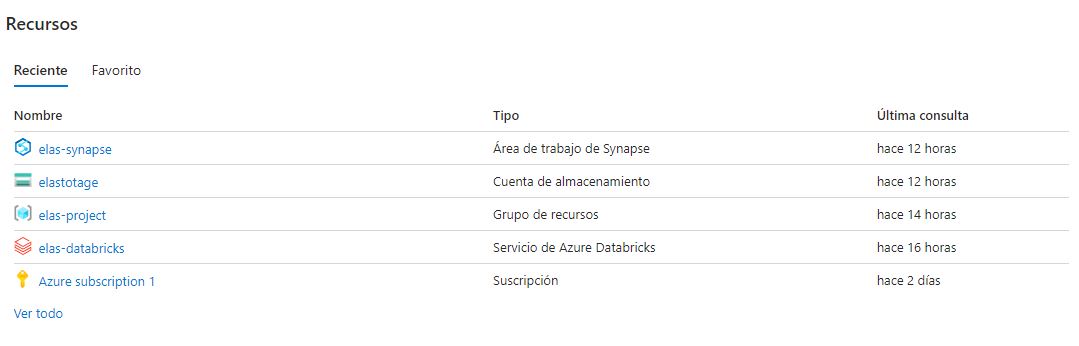 Recursos
Reciente Favorito
Nombre Tipo Última consulta
elas-synapse Área de trabajo de Synapse hace 12 horas
elastotage Cuenta de almacenamiento hace 12 horas
elas-project Grupo de recursos hace 14 horas
elas-databricks Servicio de Azure Databricks hace 16 horas
Azure subscription 1 Suscripción hace 2 días
Ver todo